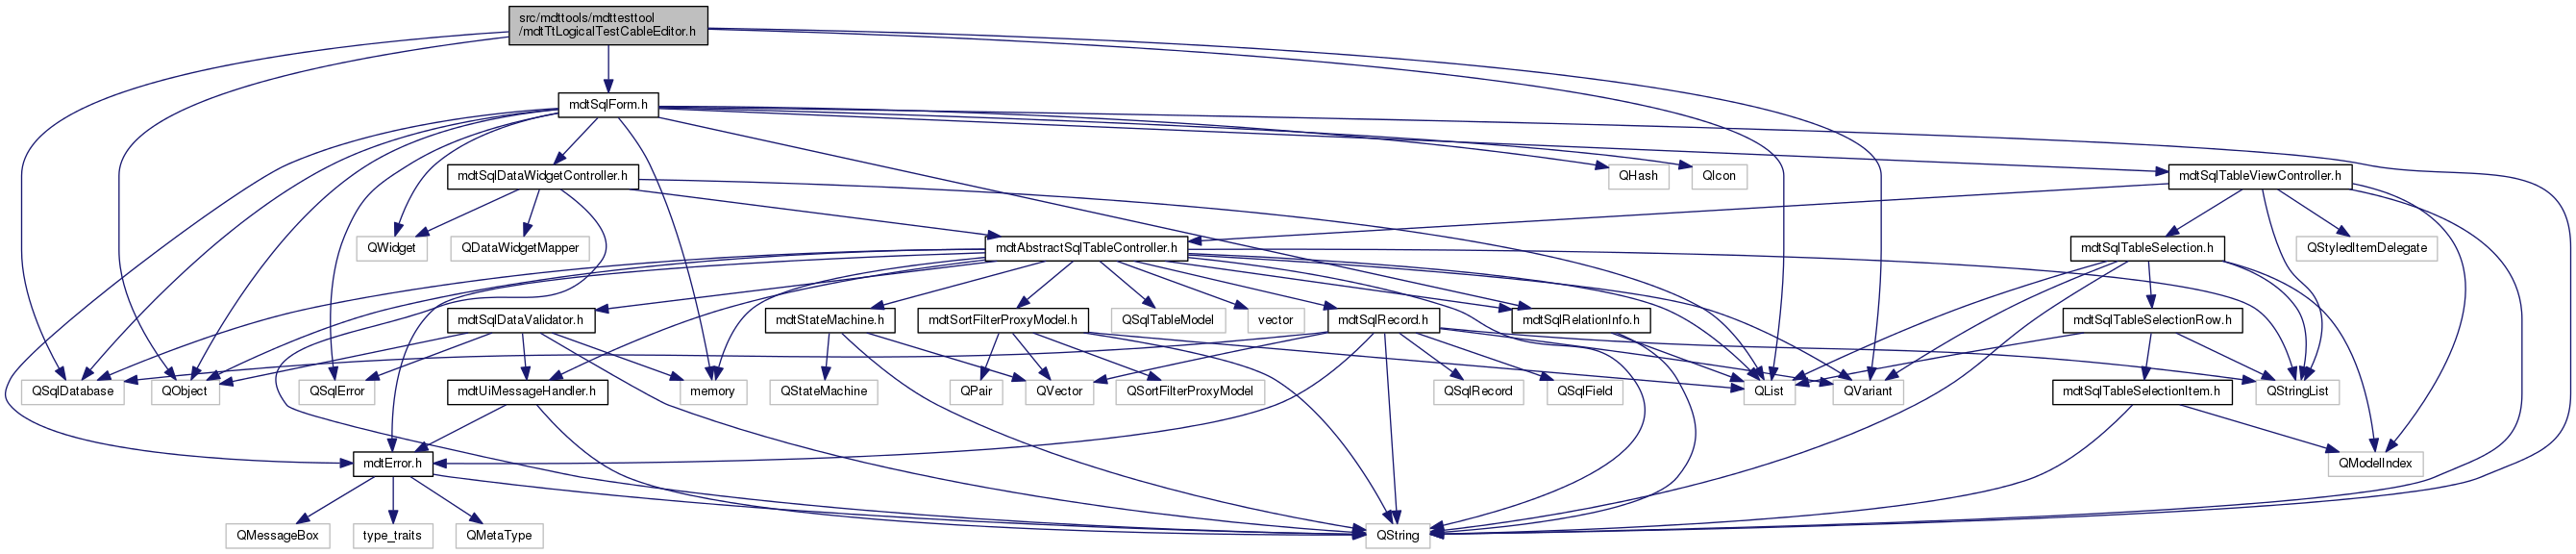 src/mdttools/mdttesttool
/mdtTtLogicalTestCableEditor.h
mdtSqlForm.h
mdtSqlDataWidgetController.h
QHash
QIcon
mdtSqlTableViewController.h
QWidget
QDataWidgetMapper
mdtAbstractSqlTableController.h
mdtSqlTableSelection.h
QStyledItemDelegate
mdtSqlDataValidator.h
mdtStateMachine.h
mdtSortFilterProxyModel.h
QSqlTableModel
vector
mdtSqlRecord.h
mdtSqlRelationInfo.h
mdtSqlTableSelectionRow.h
QSqlDatabase
QObject
QSqlError
mdtUiMessageHandler.h
memory
QStateMachine
QPair
QVector
QSortFilterProxyModel
QSqlRecord
QSqlField
QList
QVariant
mdtSqlTableSelectionItem.h
QStringList
mdtError.h
QModelIndex
QMessageBox
type_traits
QMetaType
QString